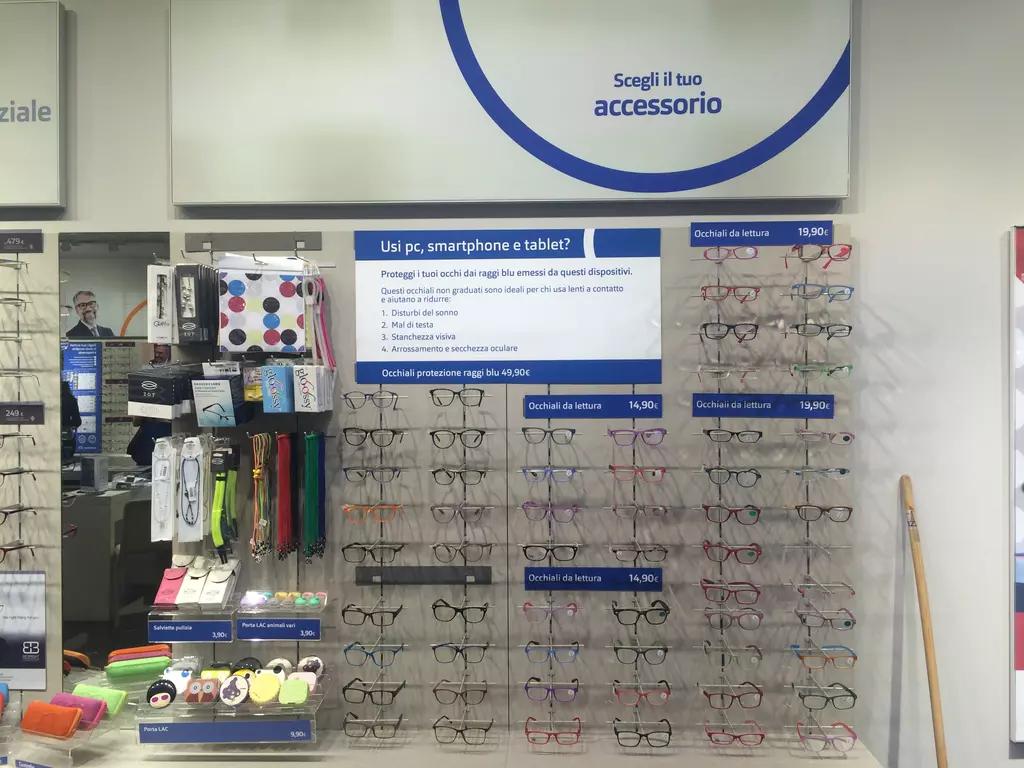 ziale
Scegli il tuo
accessorio
479€
249€
Usi pc, smartphone e tablet?
Proteggi i tuoi occhi dai raggi blu emessi da questi dispositivi.
Questi occhiali non graduati sono ideali per chi usa lenti a contatto
e aiutano a ridurre:
1. Disturbi del sonno
2. Mal di testa
3. Stanchezza visiva
4. Arrossamento e secchezza oculare
Occhiali protezione raggi blu 49,90€
Occhiali da lettura 19,90€
Occhiali da lettura 14,90€
Occhiali da lettura 19,90€
Occhiali da lettura 14,90€
gloossy
gloossy
Salviette pulizia
3,90€
Porta LAC animali vari
3,90€
Porta LAC
9,90€